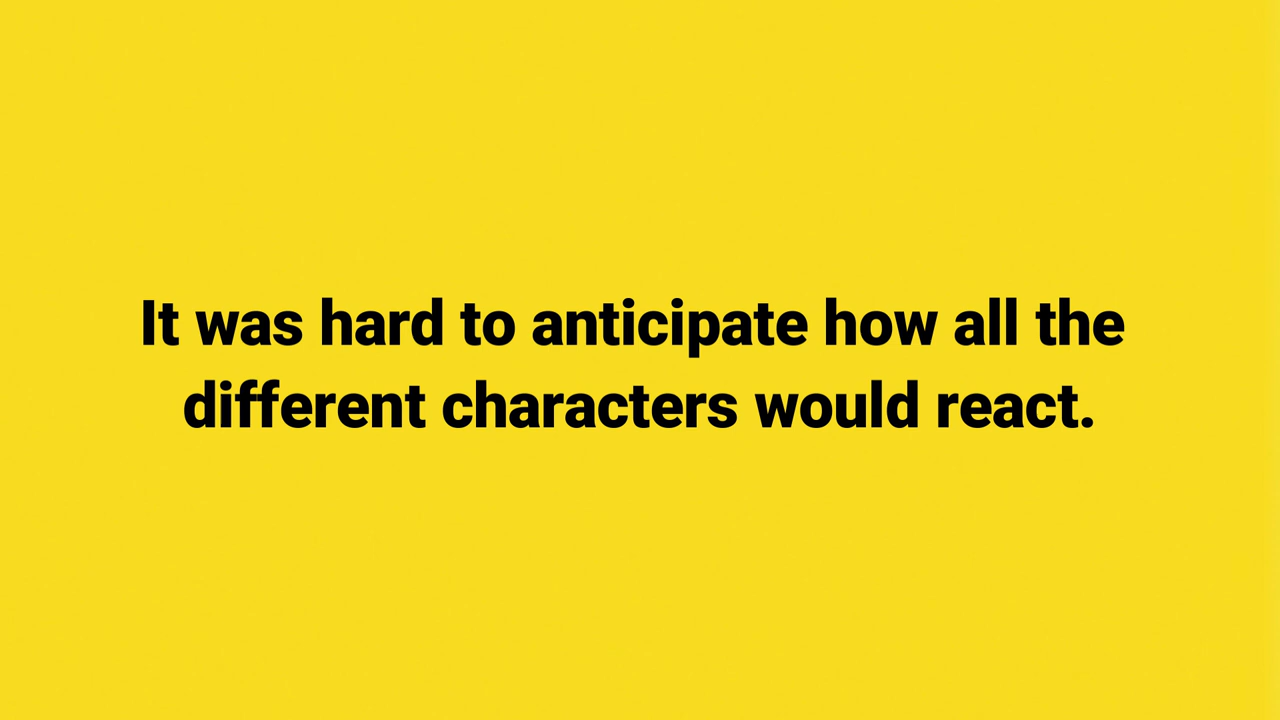 It was hard to anticipate how all the
different characters would react.